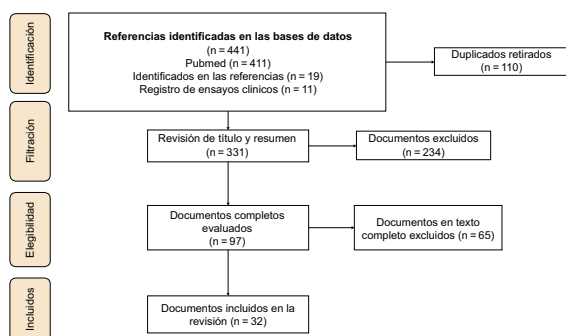 Identificación
Referencias identificadas en las bases de datos
(n = 441)
Pubmed (n = 411)
Identificados en las referencias (n = 19)
Registro de ensayos clinicos (n = 11)
Duplicados retirados
(n = 110)
Filtración
Revisión de título y resumen
(n = 331)
Documentos excluidos
(n = 234)
Elegibilidad
Documentos completos
evaluados
(n = 97)
Documentos en texto
completo excluidos (n = 65)
Incluidos
Documentos incluidos en la
revisión (n = 32)